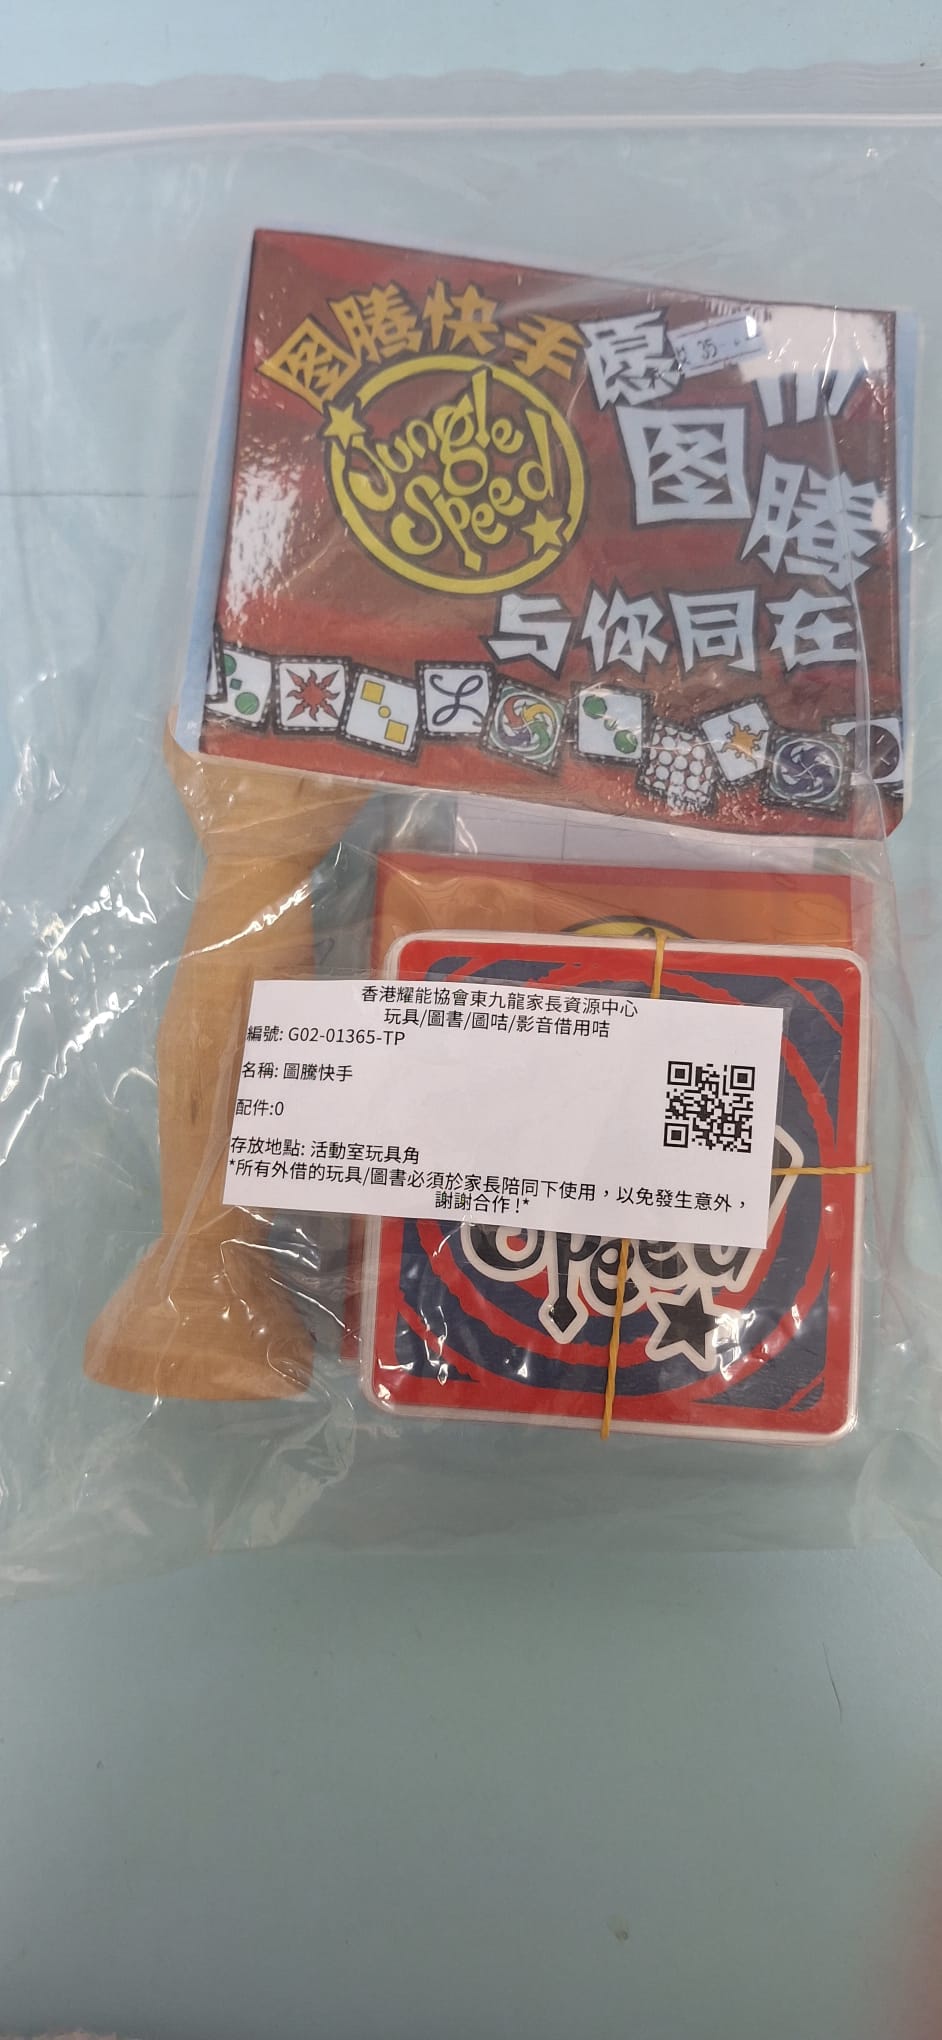 图腾快手
Jungle
Speed
愿
图
腾
与你同在
35
香港耀能協會東九龍家長資源中心
玩具/圖書/圖咭/影音借用咭
編號: G02-01365-TP
名稱: 圖騰快手
配件:0
存放地點: 活動室玩具角
*所有外借的玩具/圖書必須於家長陪同下使用，以免發生意外，
謝謝合作 !*
Speed